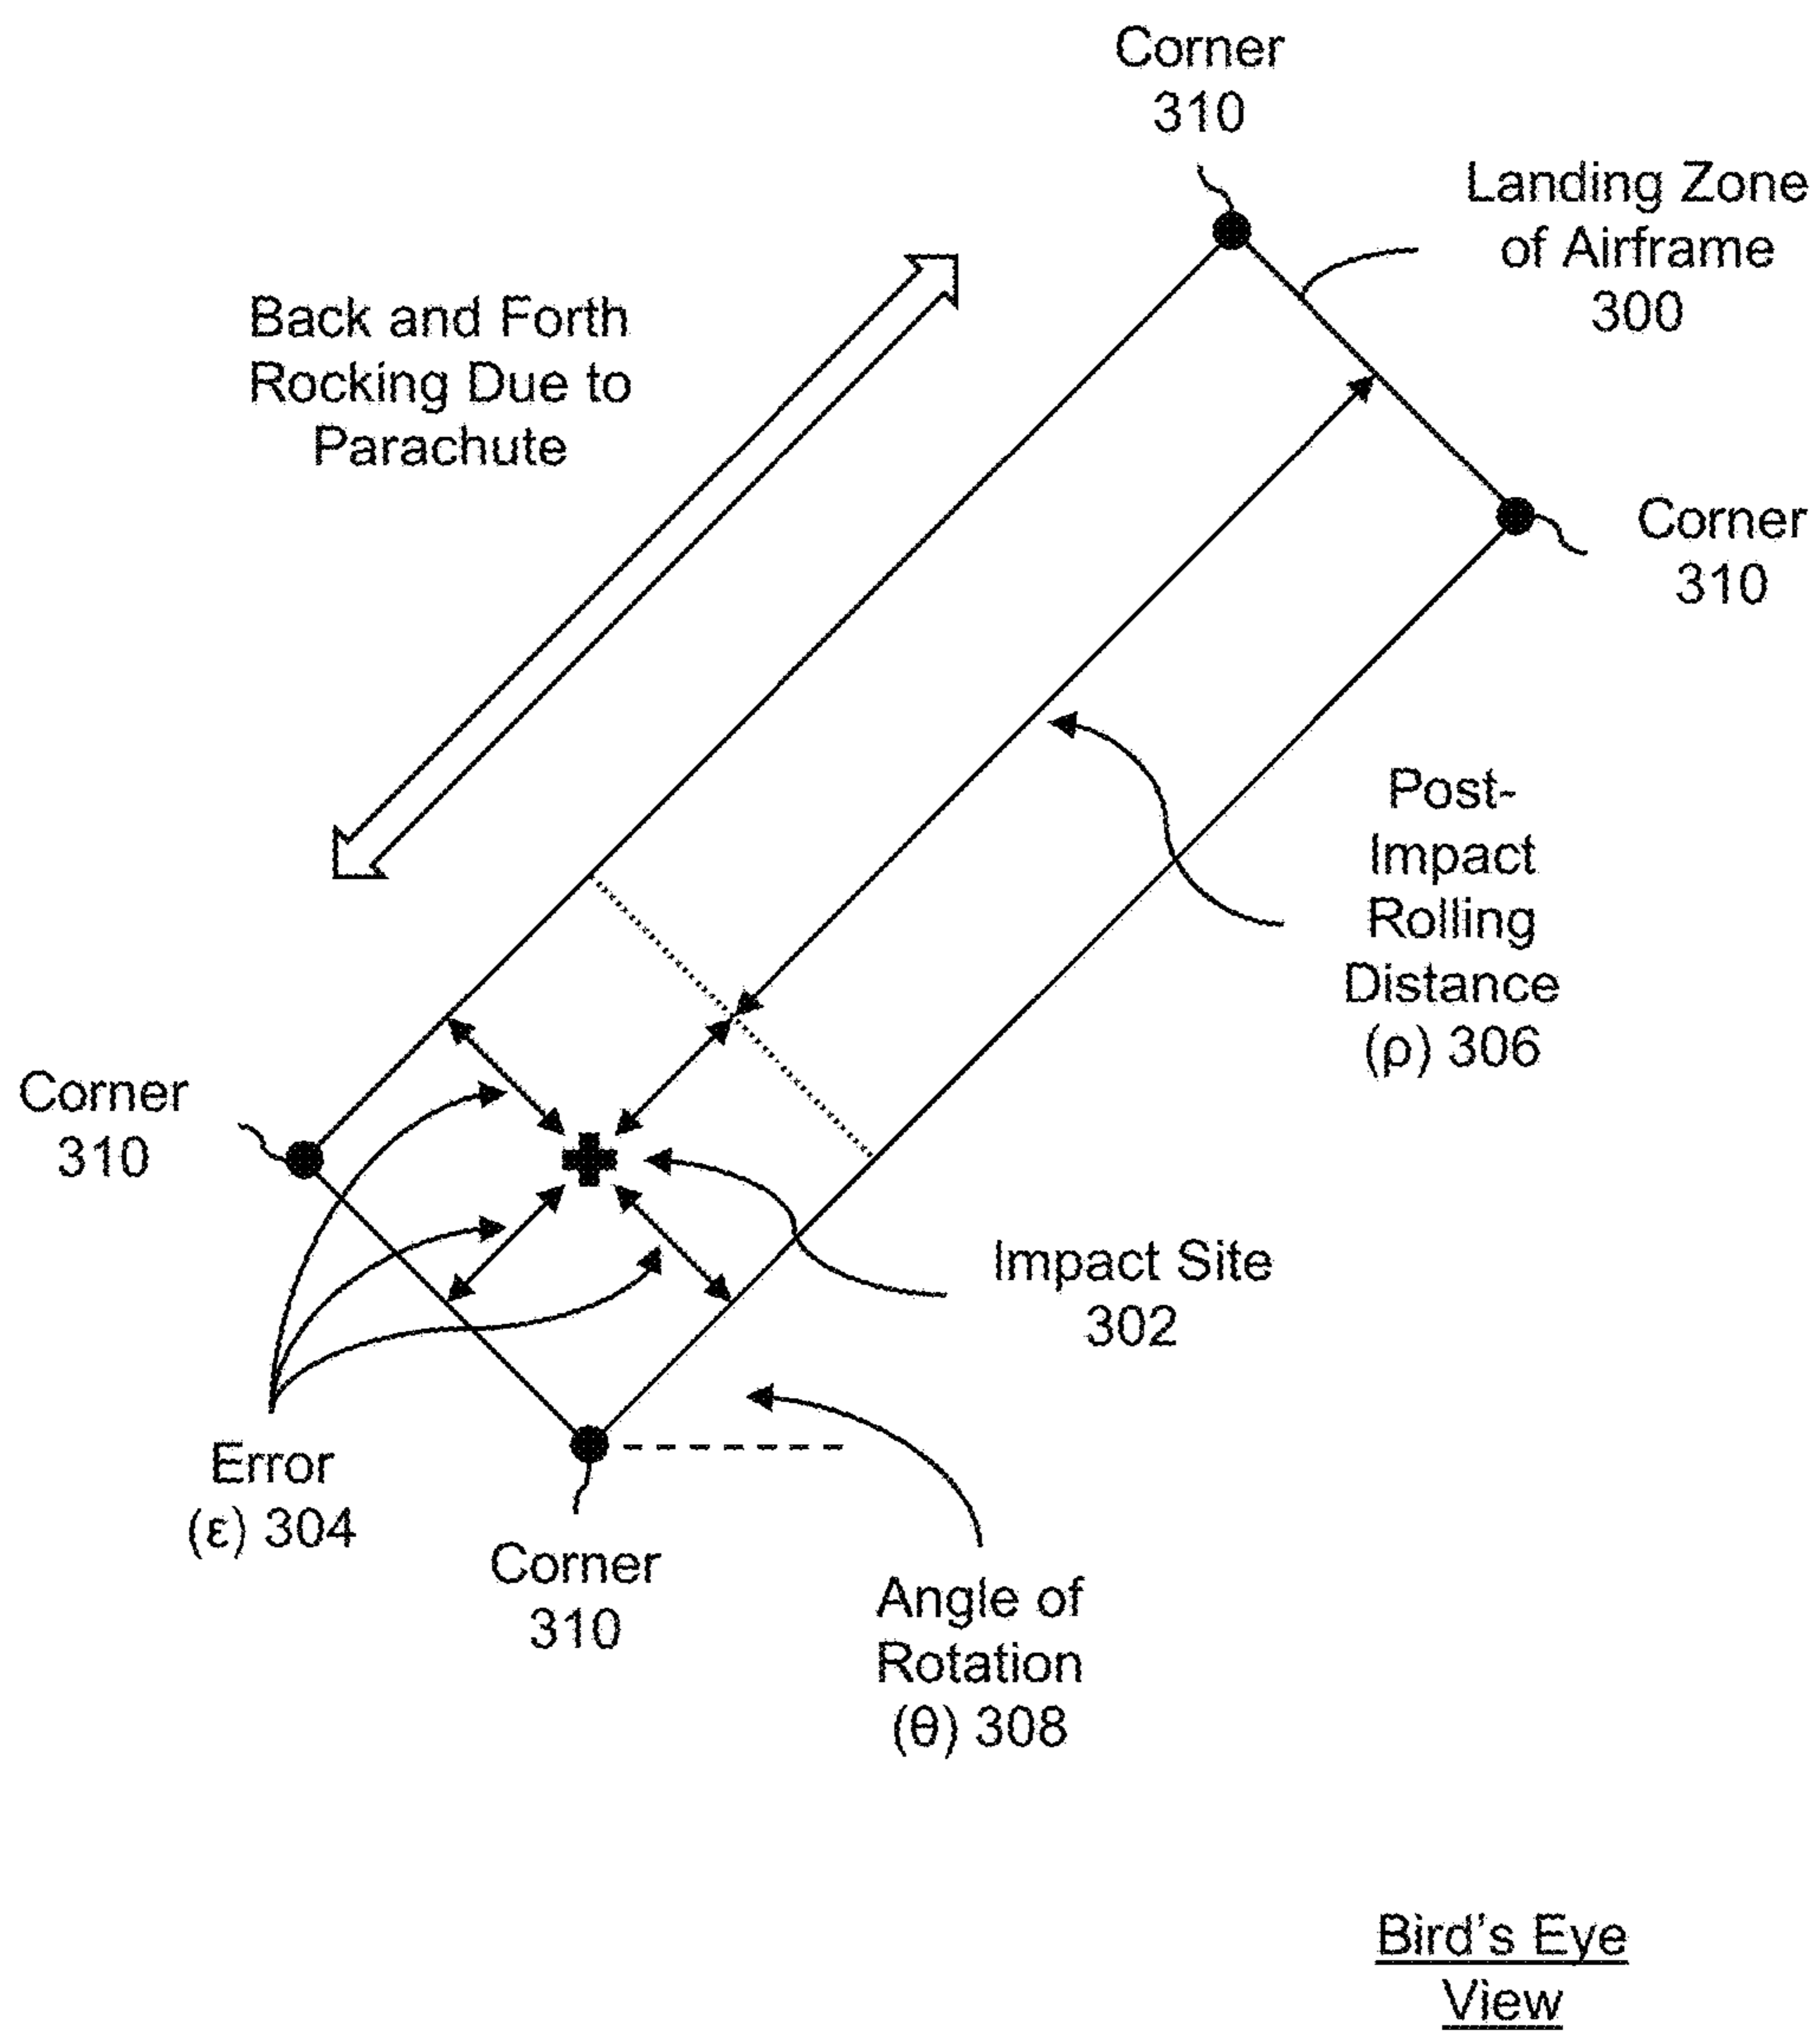 Corner
310
Landing Zone
of Airframe
300
Back and Forth
Rocking Due to
Parachute
Corner
310
Post-
Impact
Rolling
Distance
(ρ) 306
Corner
310
Impact Site
302
Error
(ε) 304
Corner
310
Angle of
Rotation
(θ) 308
Bird's Eye
View